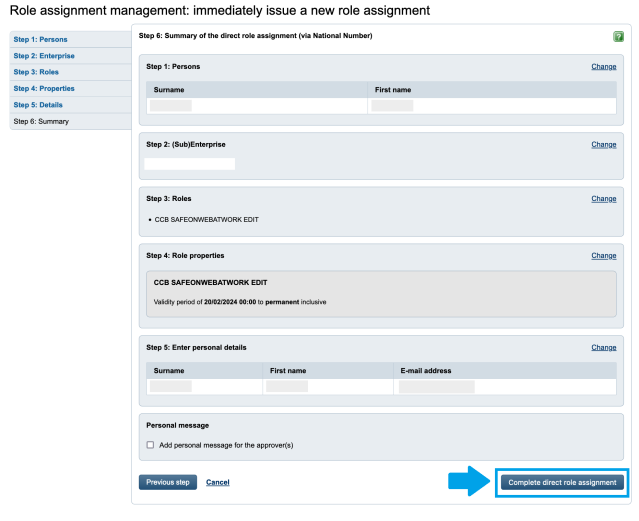 Role assignment management: immediately issue a new role assignment
Step 1: Persons
Step 2: Enterprise
Step 3: Roles
Step 4: Properties
Step 5: Details
Step 6: Summary
Step 6: Summary of the direct role assignment (via National Number)
?
Step 1: Persons Change
Surname First name
Step 2: (Sub)Enterprise Change
Step 3: Roles Change
• CCB SAFEONWEBATWORK EDIT
Step 4: Role properties Change
CCB SAFEONWEBATWORK EDIT
Validity period of 20/02/2024 00:00 to permanent inclusive
Step 5: Enter personal details Change
Surname First name E-mail address
Personal message
Add personal message for the approver(s)
Previous step Cancel Complete direct role assignment